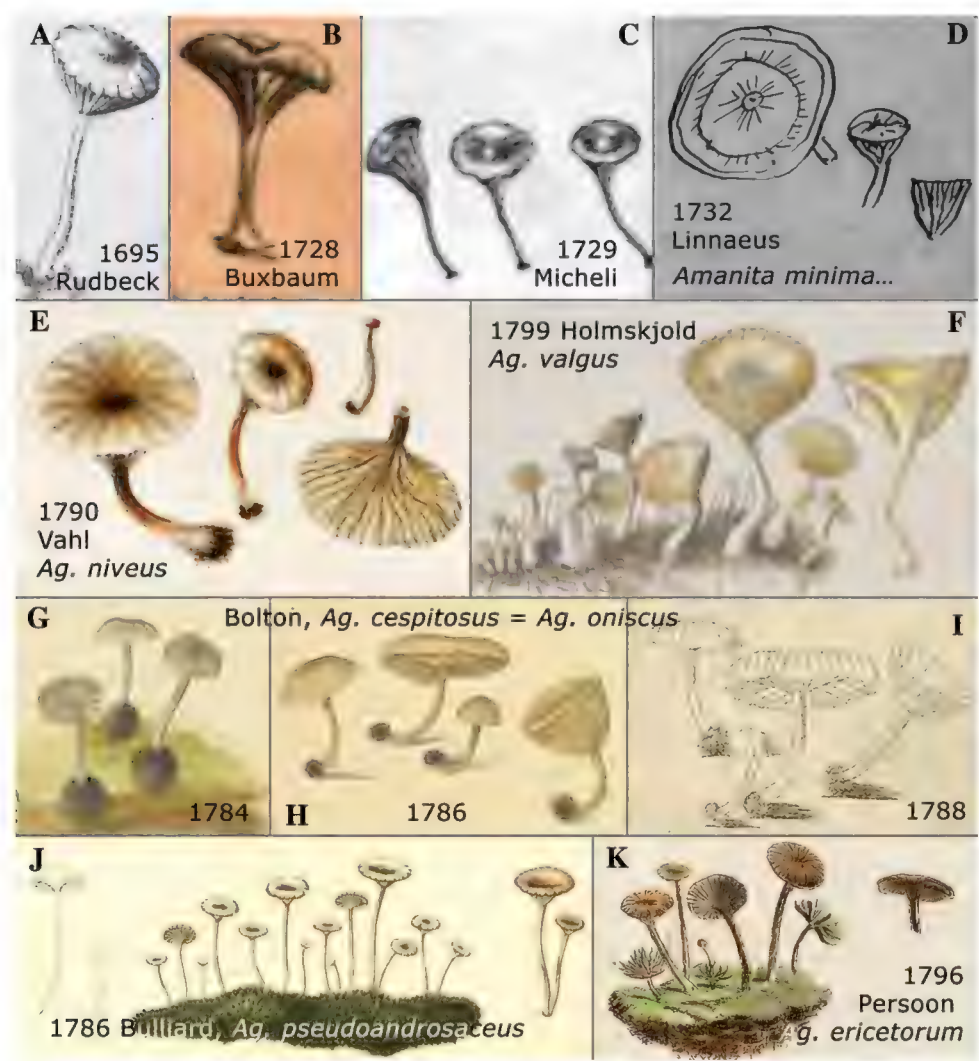 A
1695
Rudbeck
B
1728
Buxbaum
C
1729
Micheli
D
1732
Linnaeus
Amanita minima...
E
1790
Vahl
Ag. niveus
1799 Holmskjold
Ag. valgus
F
Bolton, Ag. cespitosus = Ag. oniscus
G
1784
H
1786
I
1788
J
1786 Bulliard, Ag. pseudoandrosaceus
K
1796
Persoon
Ag. ericetorum